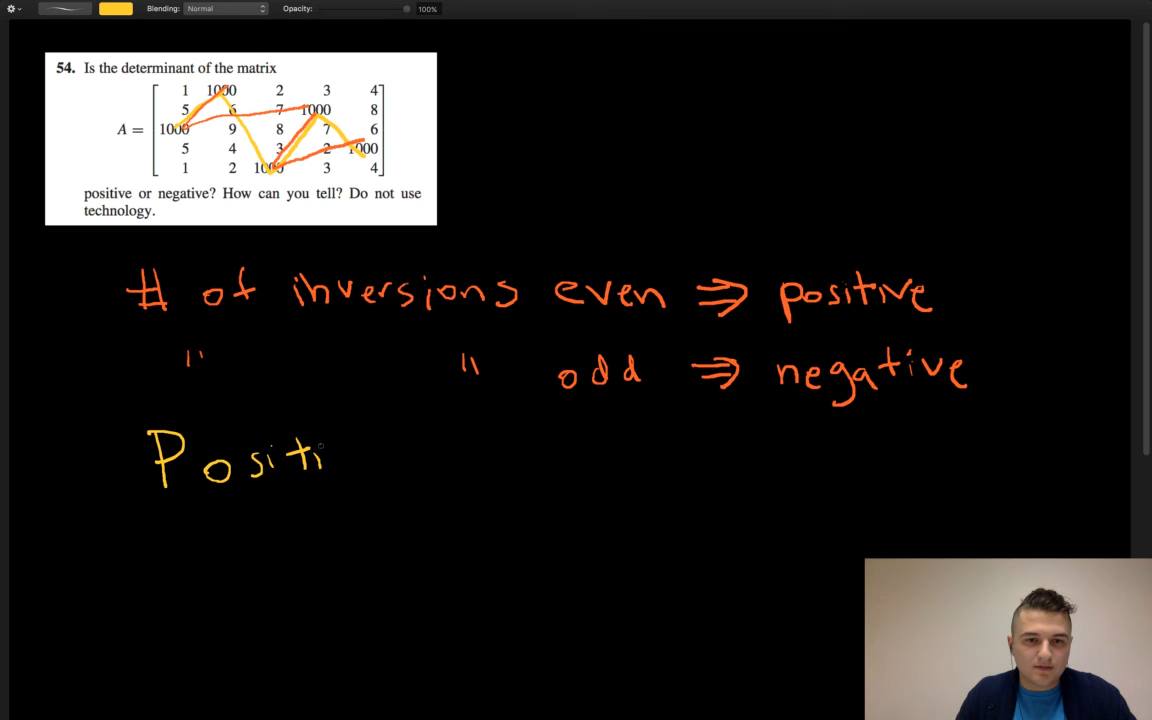 Blending: Normal Opacity: 100%
54. Is the determinant of the matrix
1 1000 2 3 4
5 6 7 1000 8
A = 1000 9 8 7 6
5 4 3 2 1000
1 2 1000 3 4
positive or negative? How can you tell? Do not use
technology.
# of inversions even ⇒ positive
" " odd ⇒ negative
Positi